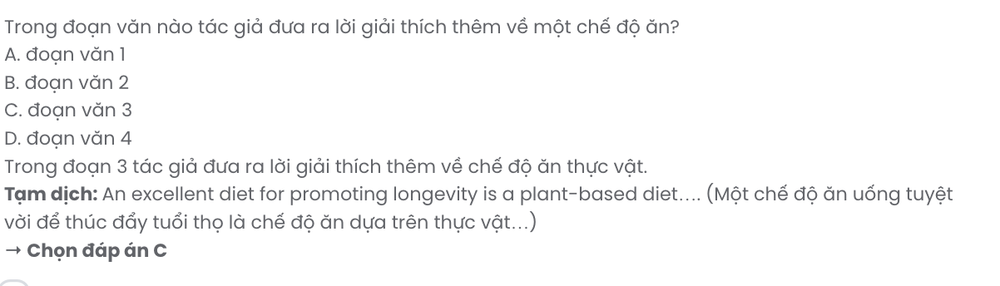 Trong đoạn văn nào tác giả đưa ra lời giải thích thêm về một chế độ ăn?
A. đoạn văn 1
B. đoạn văn 2
C. đoạn văn 3
D. đoạn văn 4
Trong đoạn 3 tác giả đưa ra lời giải thích thêm về chế độ ăn thực vật.
Tạm dịch: An excellent diet for promoting longevity is a plant-based diet…. (Một chế độ ăn uống tuyệt
vời để thúc đẩy tuổi thọ là chế độ ăn dựa trên thực vật…)
→ Chọn đáp án C